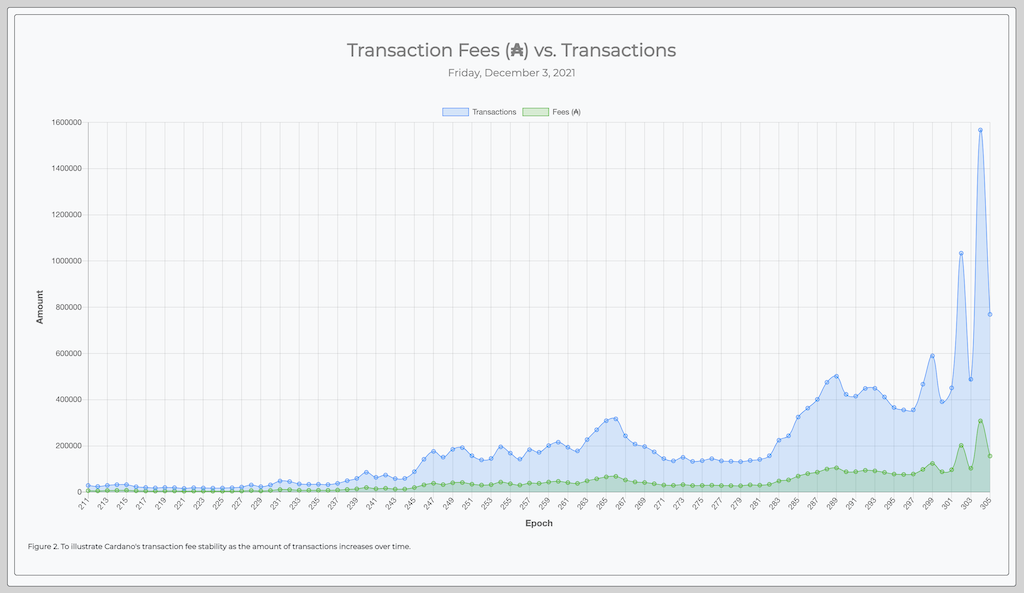 Transaction Fees (₳) vs. Transactions
Friday, December 3, 2021
Transactions Fees (₳)
1600000
1400000
1200000
1000000
800000
600000
400000
200000
0
Amount
211 213 215 217 219 221 223 225 227 229 231 233 235 237 239 241 243 245 247 249 251 253 255 257 259 261 263 265 267 269 271 273 275 277 279 281 283 285 287 289 291 293 295 297 299 301 303 305
Epoch
Figure 2. To illustrate Cardano's transaction fee stability as the amount of transactions increases over time.